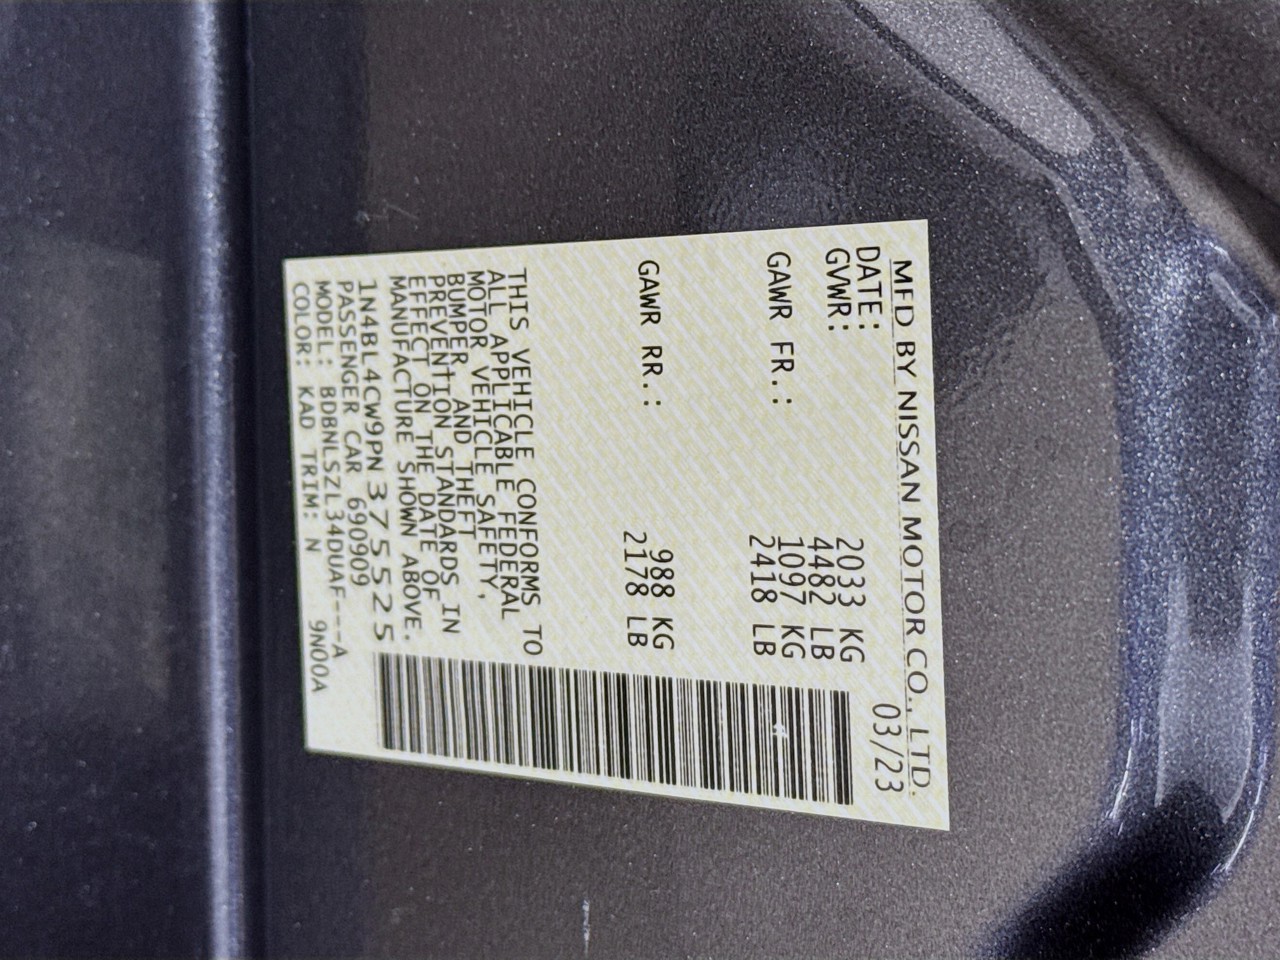 MFD BY NISSAN MOTOR CO., LTD.
DATE: 03/23
GVWR: 2033 KG
4482 LB
GAWR FR.: 1097 KG
2418 LB
GAWR RR.: 988 KG
2178 LB
THIS VEHICLE CONFORMS TO
ALL APPLICABLE FEDERAL
MOTOR VEHICLE SAFETY,
BUMPER AND THEFT
PREVENTION STANDARDS IN
EFFECT ON THE DATE OF
MANUFACTURE SHOWN ABOVE.
1N4BL4CW9PN375525
PASSENGER CAR 690909
MODEL: BDBNLSZL34DUAF---A
COLOR: KAD TRIM: N 9N00A